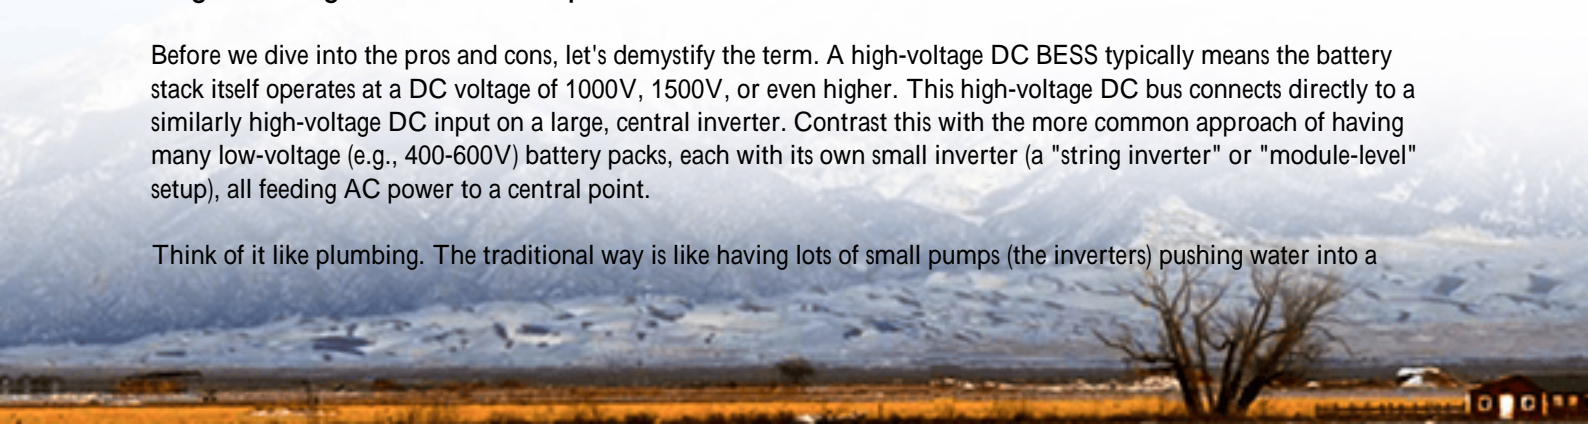 Before we dive into the pros and cons, let's demystify the term. A high-voltage DC BESS typically means the battery
stack itself operates at a DC voltage of 1000V, 1500V, or even higher. This high-voltage DC bus connects directly to a
similarly high-voltage DC input on a large, central inverter. Contrast this with the more common approach of having
many low-voltage (e.g., 400-600V) battery packs, each with its own small inverter (a "string inverter" or "module-level"
setup), all feeding AC power to a central point.
Think of it like plumbing. The traditional way is like having lots of small pumps (the inverters) pushing water into a